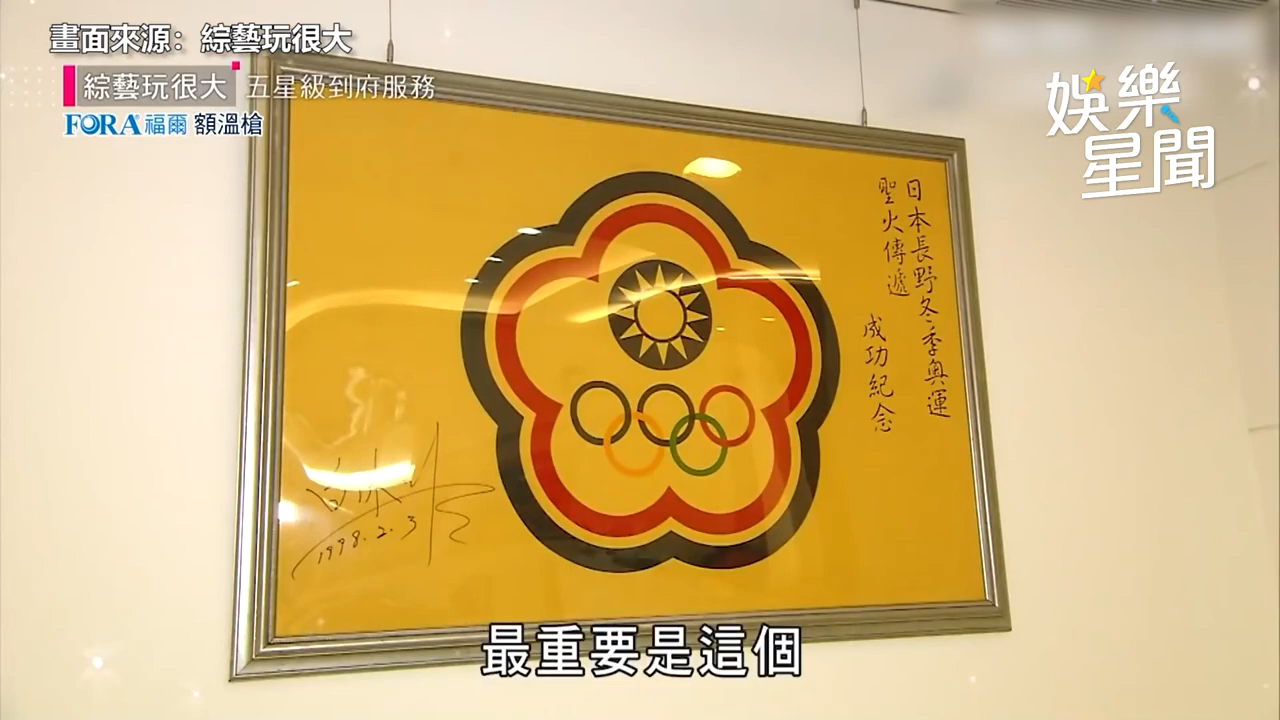 畫面來源：綜藝玩很大
綜藝玩很大 五星級到府服務
FORA 福爾 額溫槍
娛樂
星聞
日本長野冬季奧運
聖火傳遞
成功紀念
1998.2.3
最重要是這個